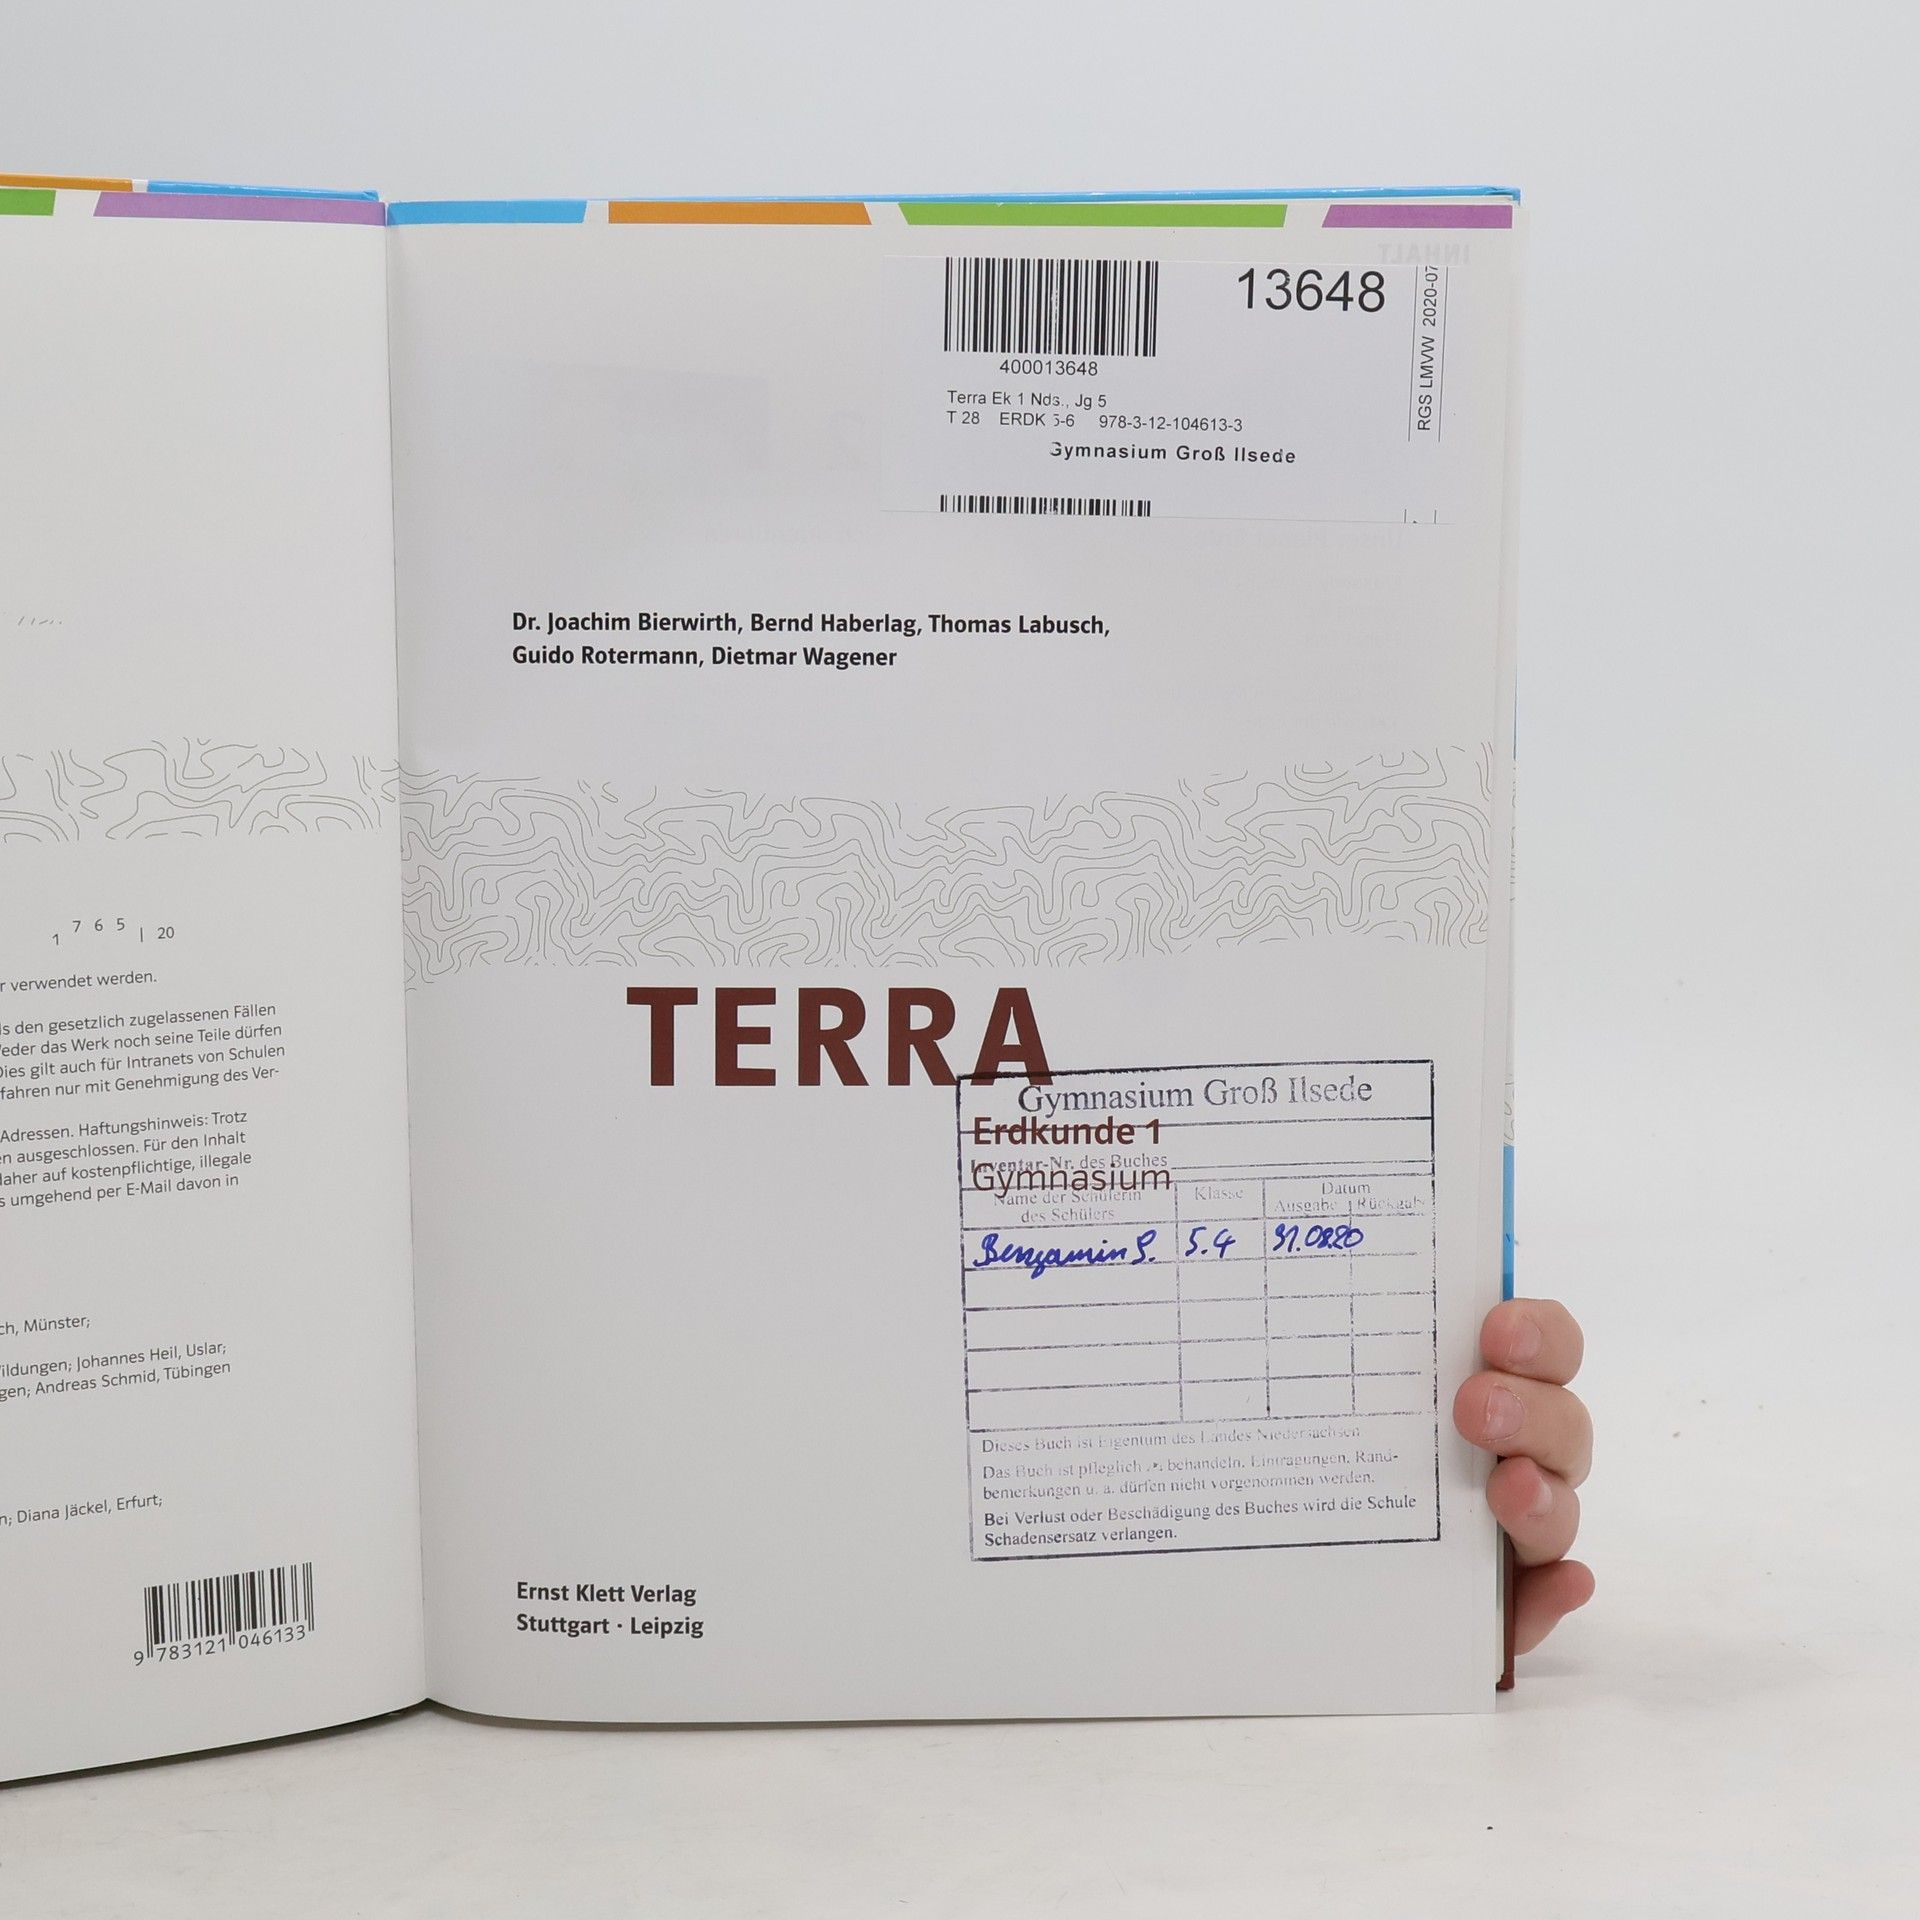 1 7 6 5 | 20
r verwendet werden.
ls den gesetzlich zugelassenen Fällen
eder das Werk noch seine Teile dürfen
Dies gilt auch für Intranets von Schulen
fahren nur mit Genehmigung des Ver-
Adressen. Haftungshinweis: Trotz
en ausgeschlossen. Für den Inhalt
daher auf kostenpflichtige, illegale
s umgehend per E-Mail davon in
ch, Münster;
Wildungen; Johannes Heil, Uslar;
gen; Andreas Schmid, Tübingen
n; Diana Jäckel, Erfurt;
9 783121 046133
13648
400013648
Terra Ek 1 Nds., Jg 5
T 28 ERDK 5-6 978-3-12-104613-3
Gymnasium Groß Ilsede
RGS LMVW 2020-07
Dr. Joachim Bierwirth, Bernd Haberlag, Thomas Labusch,
Guido Rotermann, Dietmar Wagener
TERRA
Gymnasium Groß Ilsede
Erdkunde 1
Inventar-Nr. des Buches
Gymnasium
Name der Schülerin
des Schülers
Klasse
Datum
Ausgabe Rückgabe
Benjamin S. 5.4 31.08.20
Dieses Buch ist Eigentum des Landes Niedersachsen
Das Buch ist pfleglich zu behandeln. Eintragungen, Rand-
bemerkungen u. a. dürfen nicht vorgenommen werden.
Bei Verlust oder Beschädigung des Buches wird die Schule
Schadensersatz verlangen.
Ernst Klett Verlag
Stuttgart · Leipzig